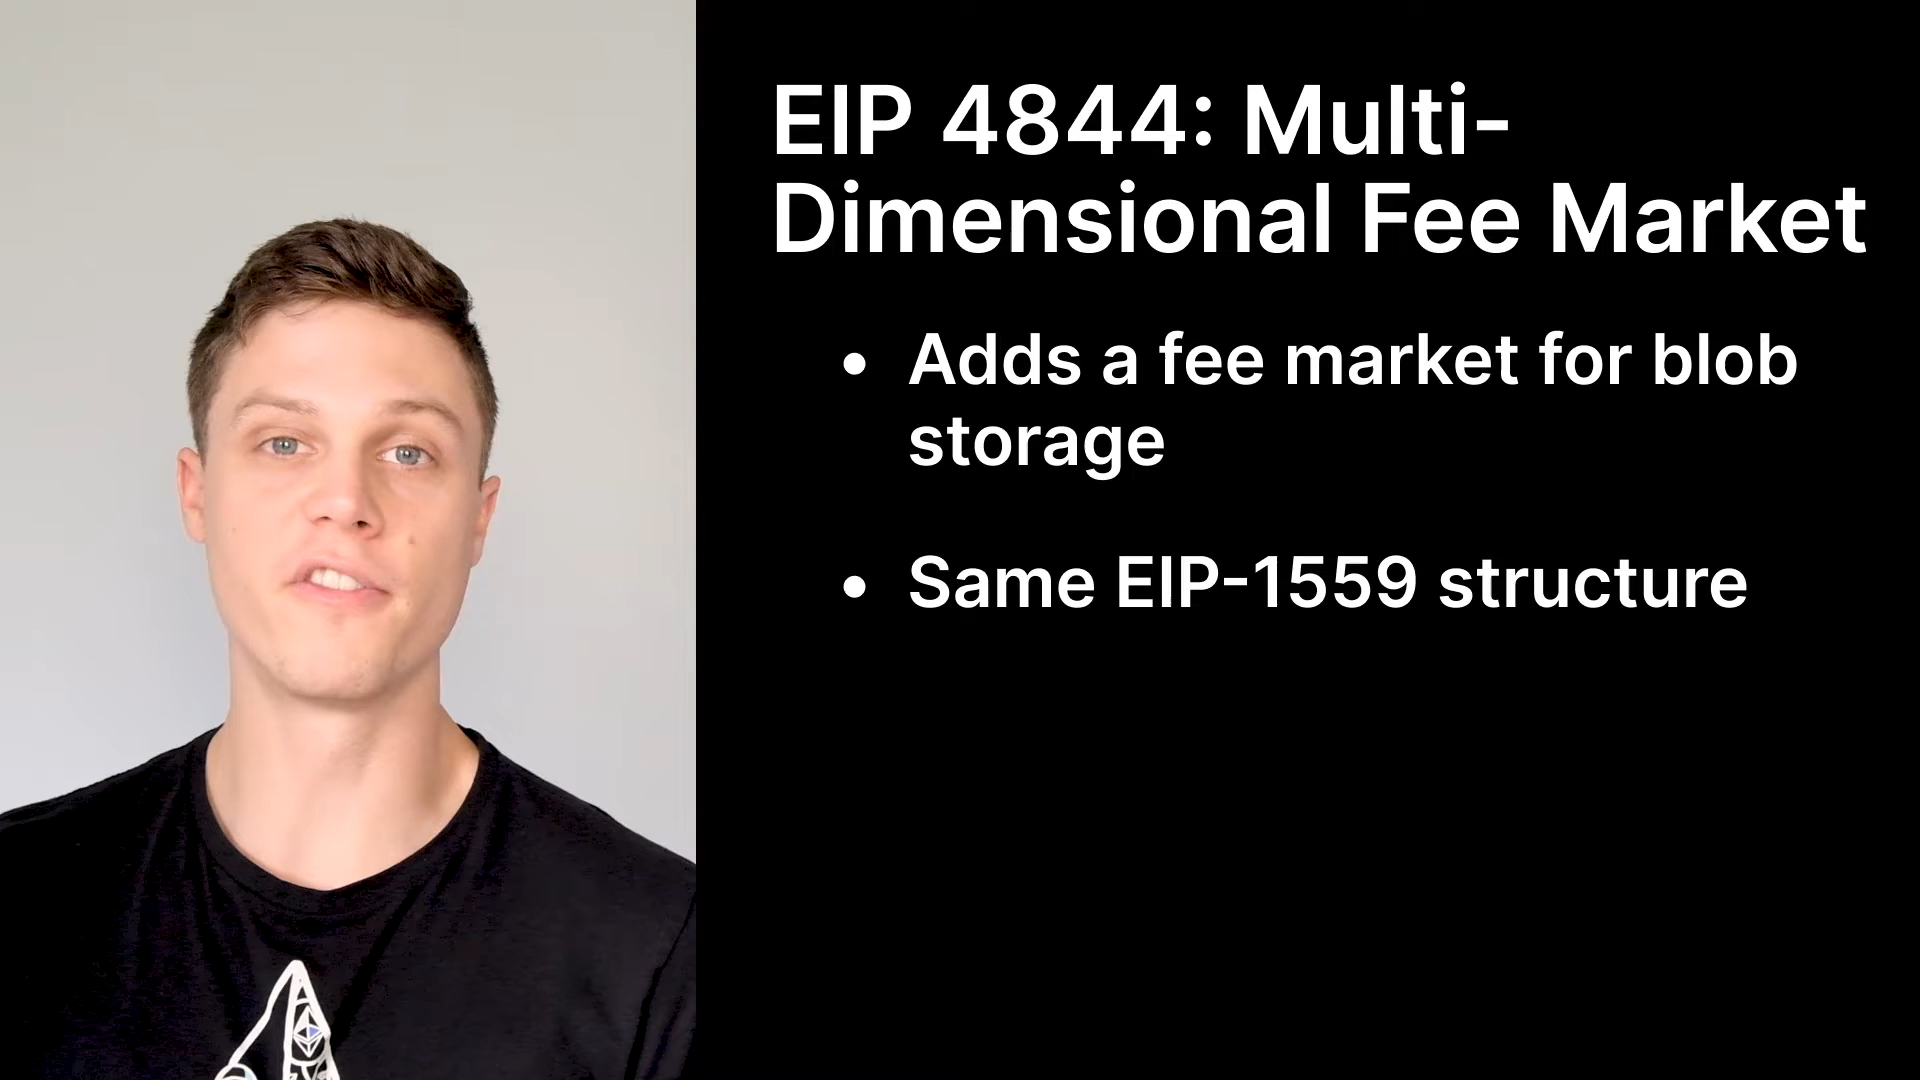 EIP 4844: Multi-
Dimensional Fee Market
• Adds a fee market for blob
storage
• Same EIP-1559 structure